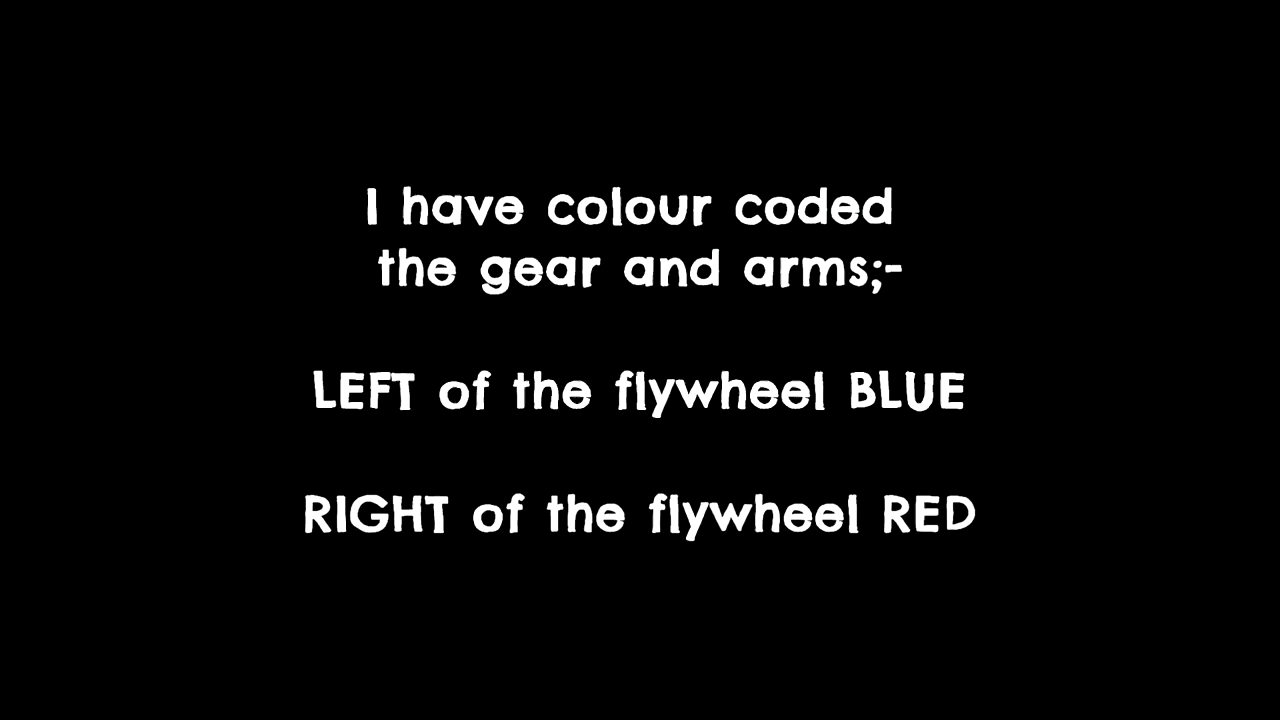 I have colour coded
the gear and arms;-
LEFT of the flywheel BLUE
RIGHT of the flywheel RED